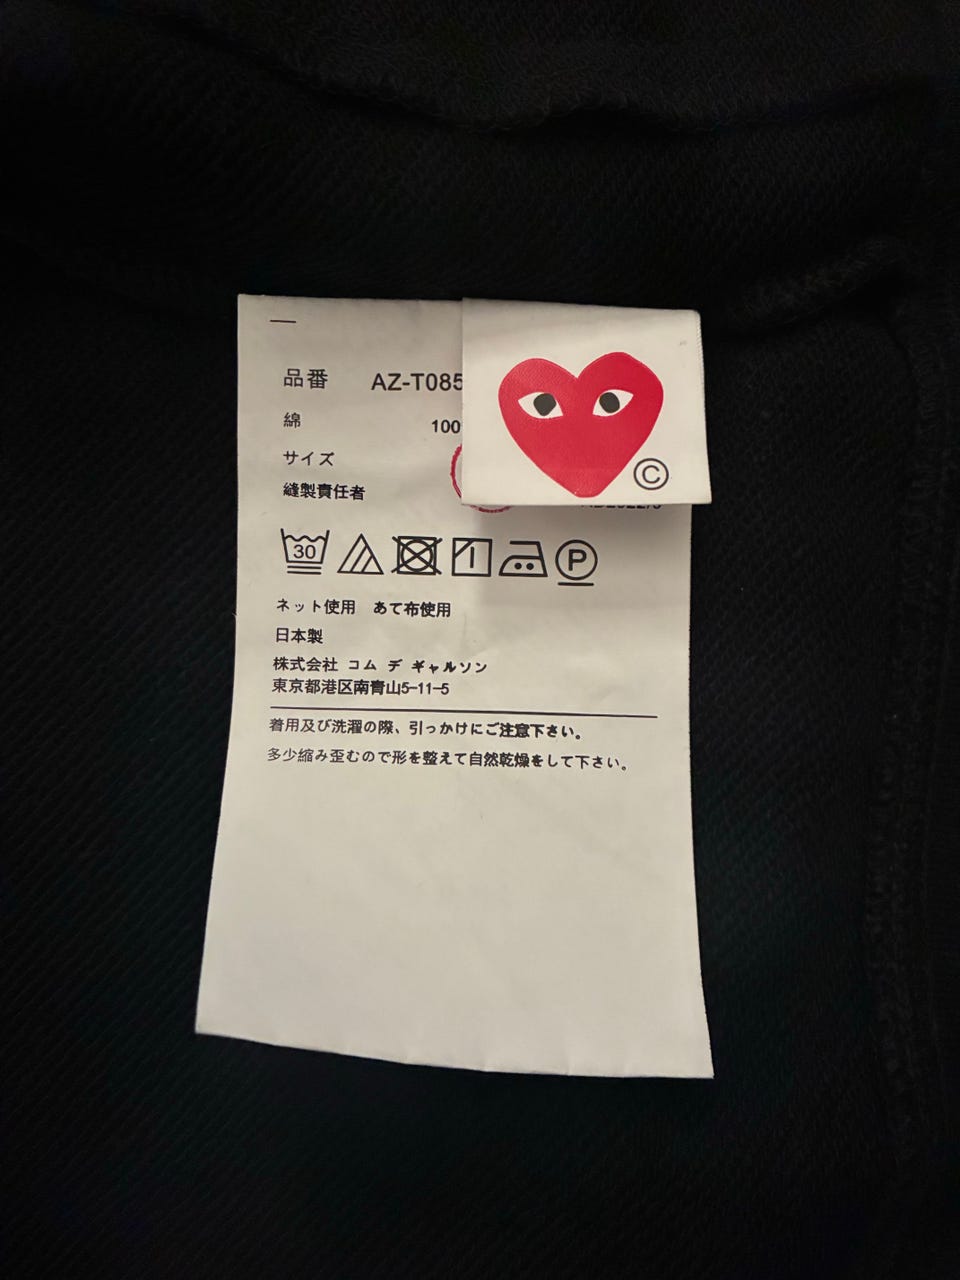 品番 AZ-T085
綿 100
サイズ
縫製責任者
30
P
ネット使用 あて布使用
日本製
株式会社 コム デ ギャルソン
東京都港区南青山5-11-5
着用及び洗濯の際、引っかけにご注意下さい。
多少縮み歪むので形を整えて自然乾燥をして下さい。
©